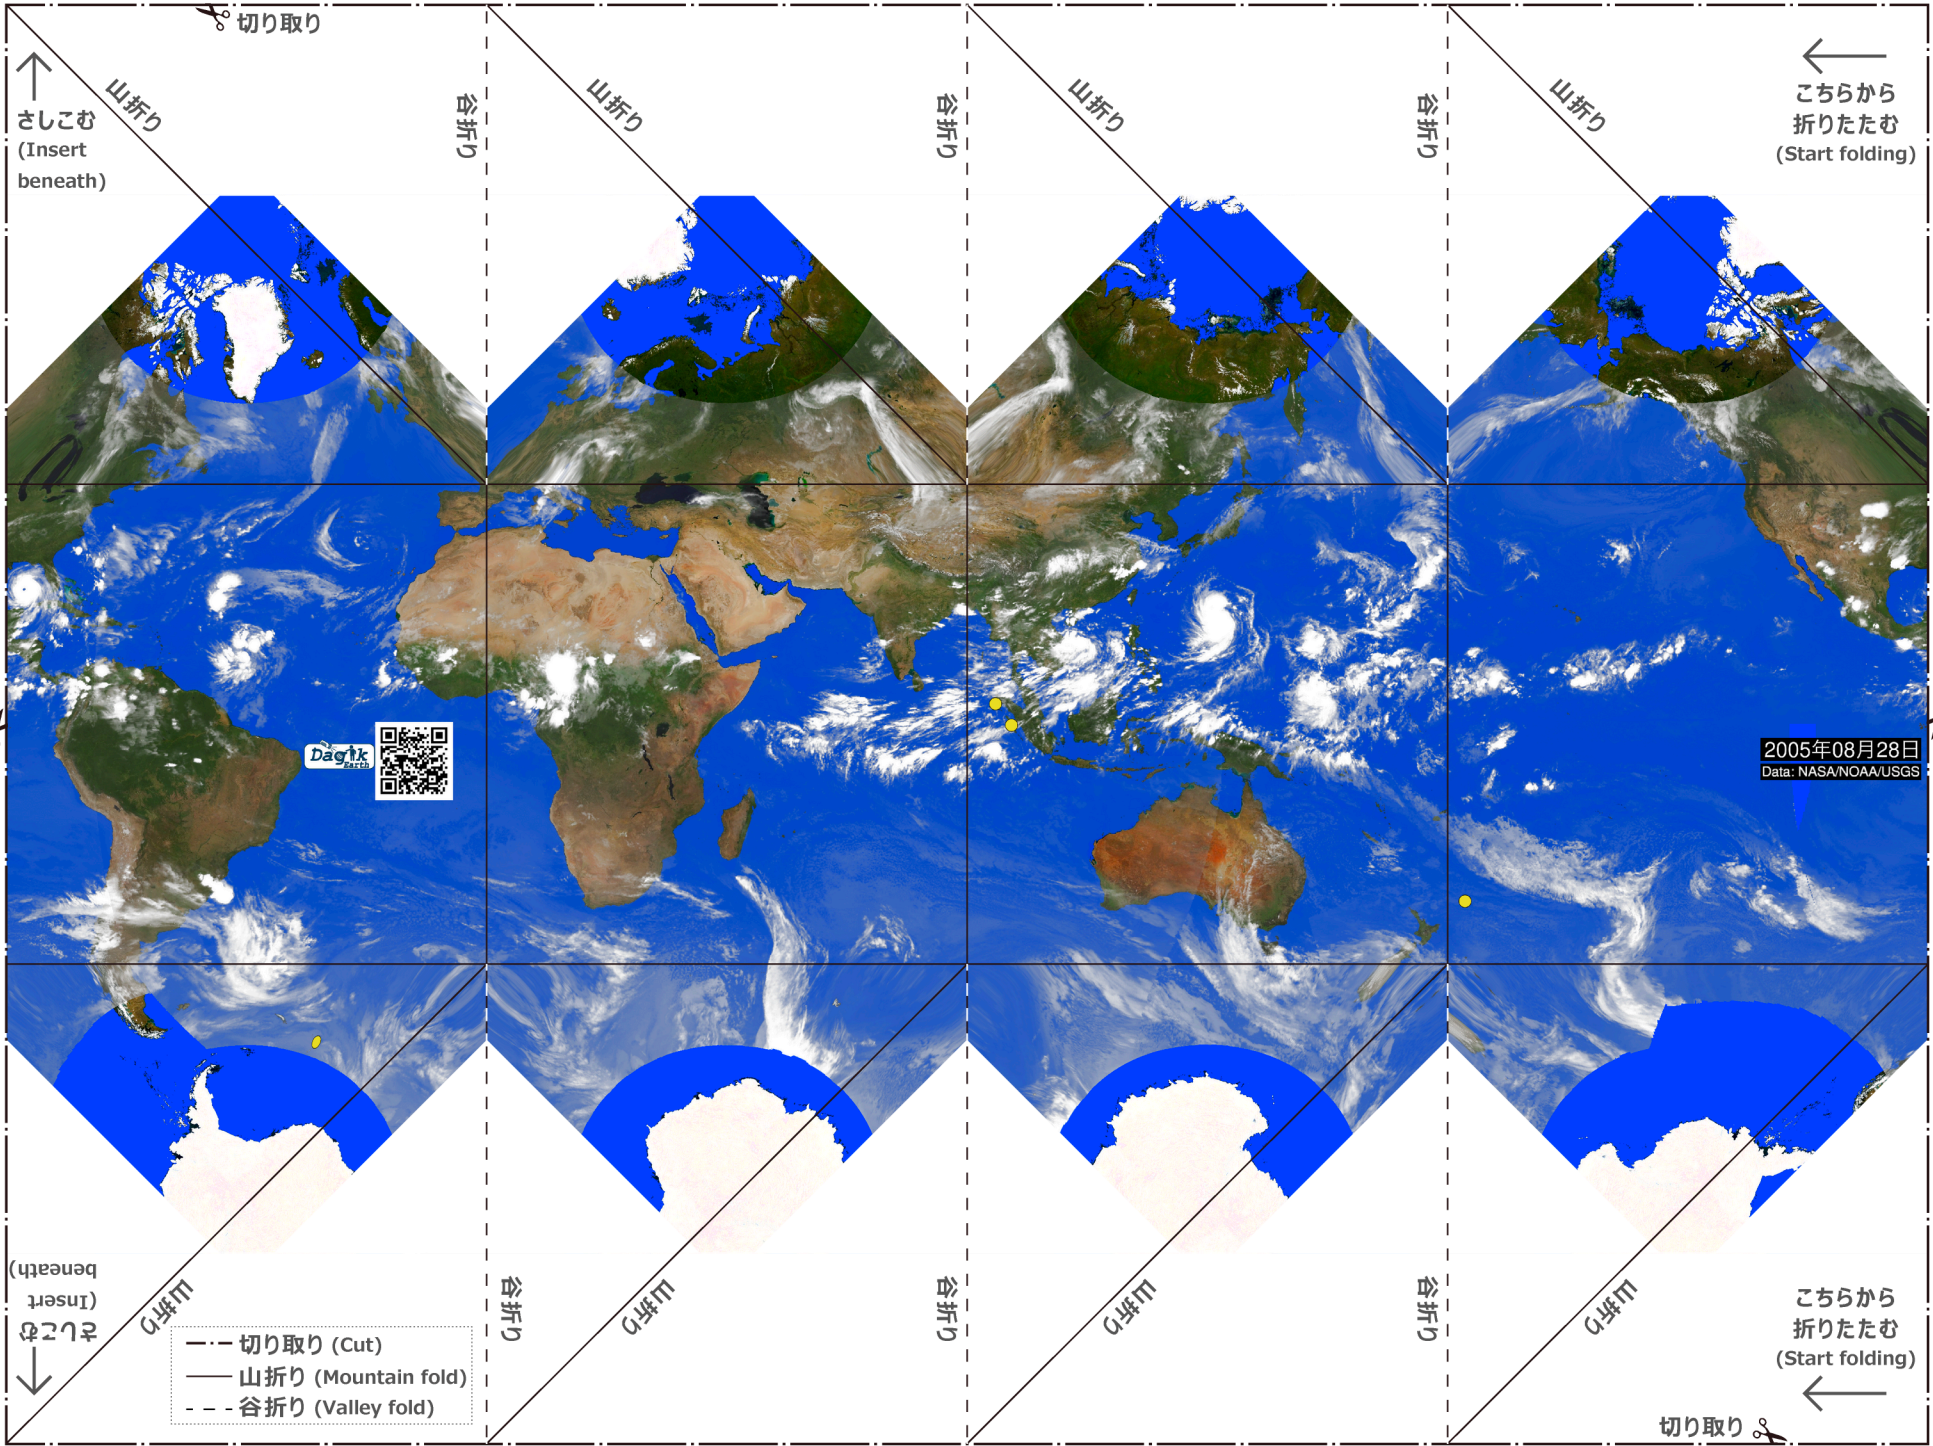 切り取り
さしこむ
(Insert
beneath)
山折り
谷折り
山折り
谷折り
山折り
谷折り
山折り
こちらから
折りたたむ
(Start folding)
Dagik
Earth
2005年08月28日
Data: NASA/NOAA/USGS
さしこむ
(Insert
beneath)
山折り
谷折り
山折り
谷折り
山折り
谷折り
山折り
こちらから
折りたたむ
(Start folding)
切り取り (Cut)
山折り (Mountain fold)
谷折り (Valley fold)
切り取り